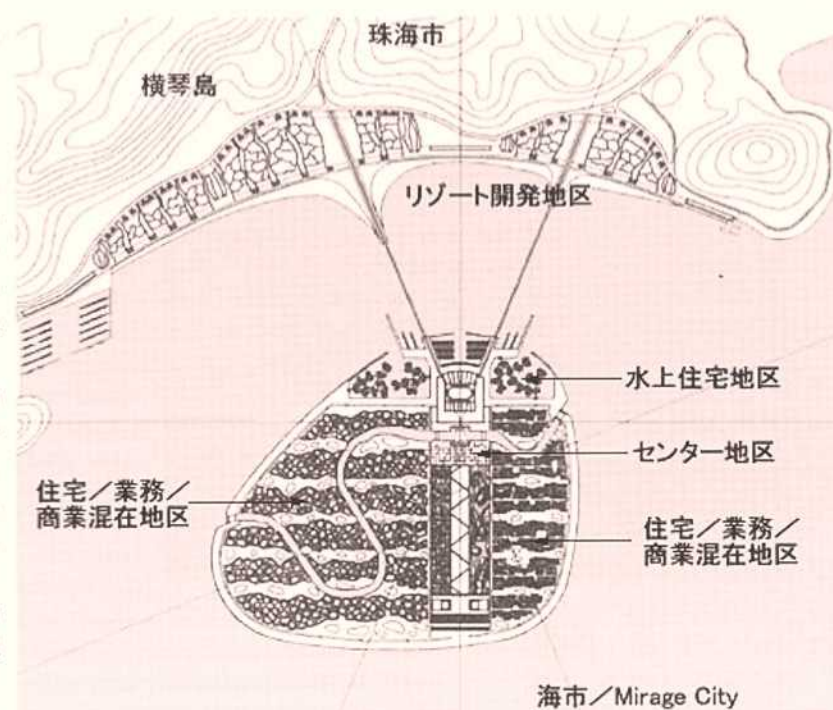 珠海市
横琴島
リゾート開発地区
水上住宅地区
センター地区
住宅／業務／
商業混在地区
住宅／業務／
商業混在地区
海市／Mirage City